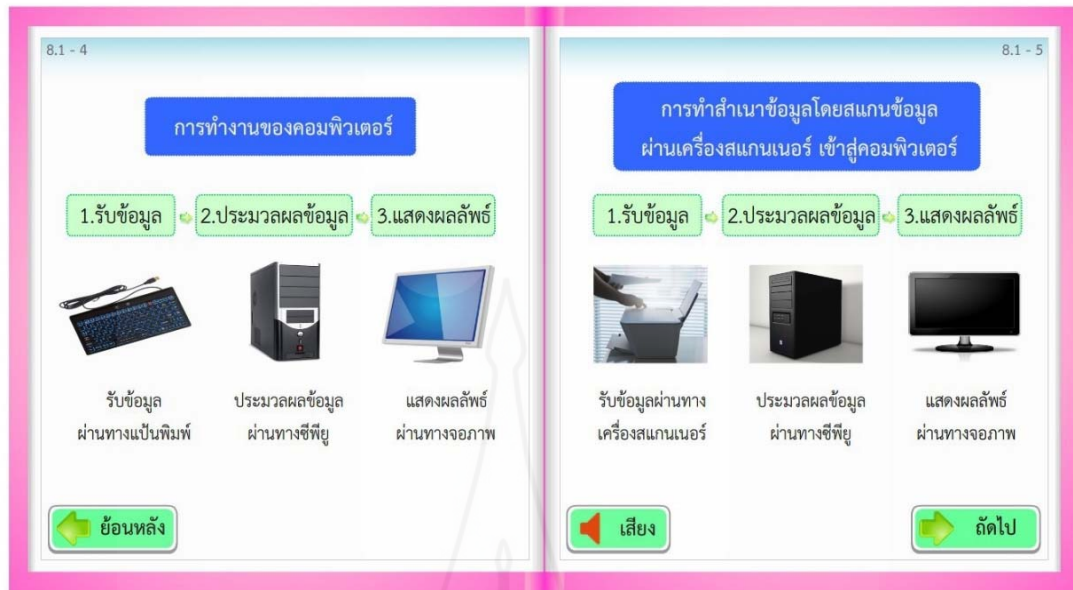 8.1 - 4
การทำงานของคอมพิวเตอร์
1.รับข้อมูล 2.ประมวลผลข้อมูล 3.แสดงผลลัพธ์
รับข้อมูล ประมวลผลข้อมูล แสดงผลลัพธ์
ผ่านทางแป้นพิมพ์ ผ่านทางซีพียู ผ่านทางจอภาพ
ย้อนหลัง
8.1 - 5
การทำสำเนาข้อมูลโดยสแกนข้อมูล
ผ่านเครื่องสแกนเนอร์ เข้าสู่คอมพิวเตอร์
1.รับข้อมูล 2.ประมวลผลข้อมูล 3.แสดงผลลัพธ์
รับข้อมูลผ่านทาง ประมวลผลข้อมูล แสดงผลลัพธ์
เครื่องสแกนเนอร์ ผ่านทางซีพียู ผ่านทางจอภาพ
เสียง ถัดไป